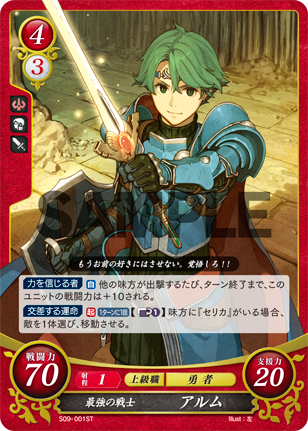 4
3
SAMPLE
もうお前の好きにはさせない。覚悟しろ!!
力を信じる者 自 他の味方が出撃するたび、ターン終了まで、この
ユニットの戦闘力は+10される。
交差する運命 起 1ターンに1回 【 1】 味方に『セリカ』がいる場合、
敵を1体選び、移動させる。
戦闘力
70
射程 1 上級職 勇者
支援力
20
最強の戦士 アルム
S09-001ST
Illust:左